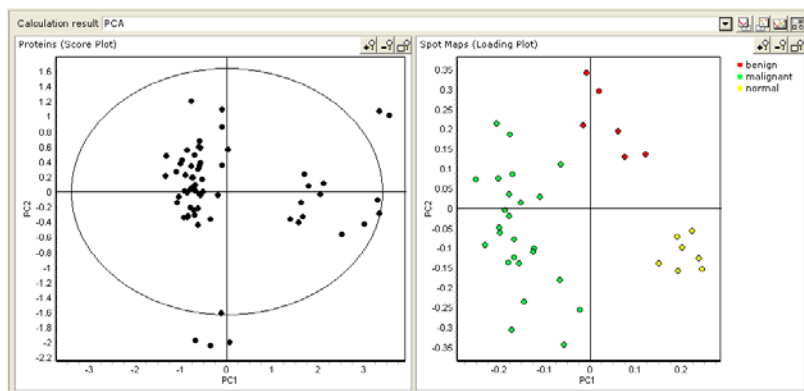 Calculation result PCA
Proteins (Score Plot)
Spot Maps (Loading Plot)
1.6
1.4
1.2
1
0.8
0.6
0.4
0.2
0
-0.2
-0.4
-0.6
-0.8
-1
-1.2
-1.4
-1.6
-1.8
-2
-2.2
PC2
-3 -2 -1 0 1 2 3
PC1
0.35
0.3
0.25
0.2
0.15
0.1
0.05
0
-0.05
-0.1
-0.15
-0.2
-0.25
-0.3
-0.35
PC2
-0.2 -0.1 0 0.1 0.2
PC1
benign
malignant
normal